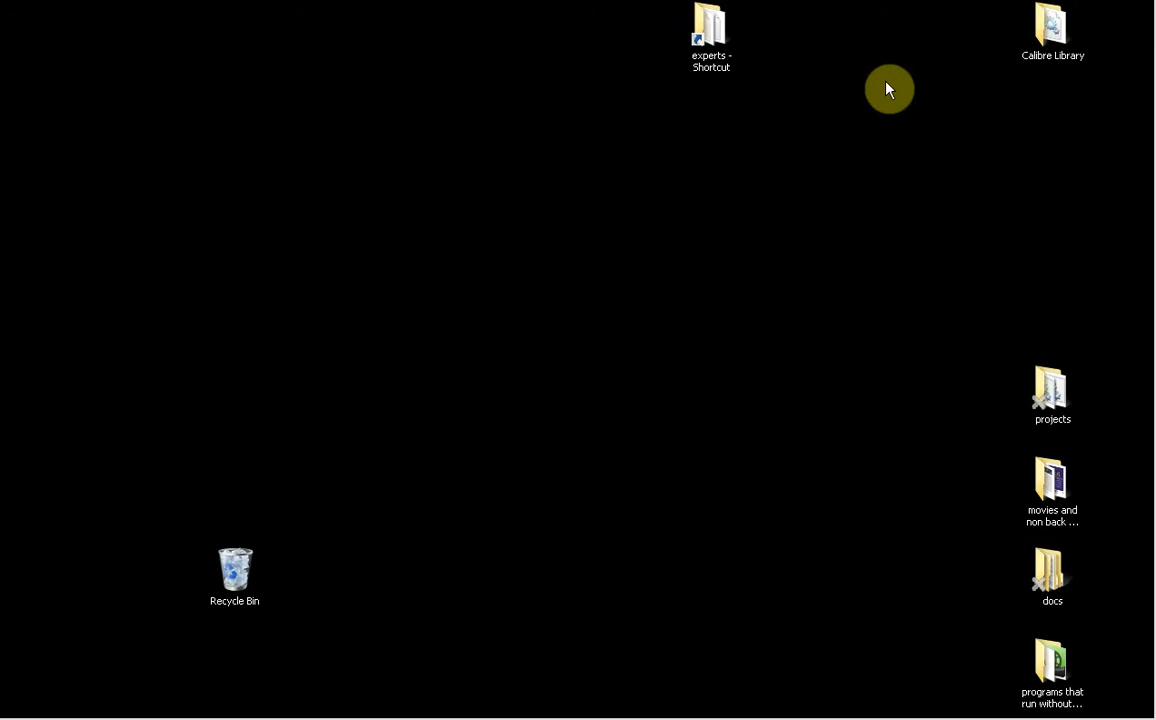 experts -
Shortcut
Calibre Library
projects
movies and
non back ...
Recycle Bin
docs
programs that
run without...